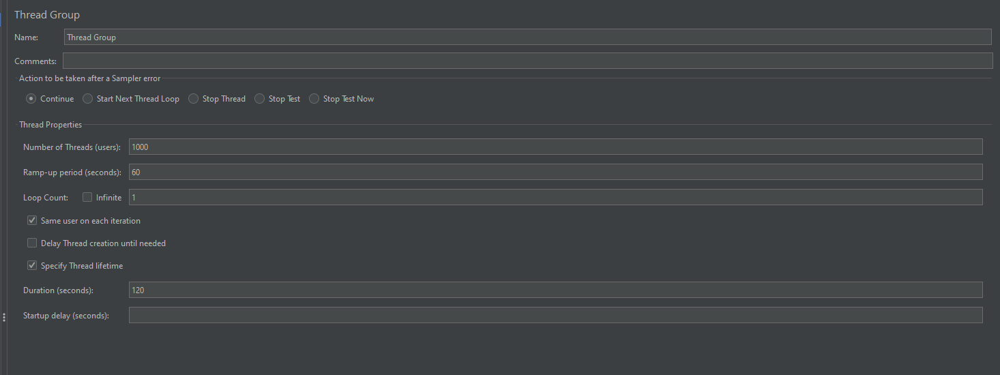 Thread Group
Name: Thread Group
Comments:
Action to be taken after a Sampler error
Continue Start Next Thread Loop Stop Thread Stop Test Stop Test Now
Thread Properties
Number of Threads (users): 1000
Ramp-up period (seconds): 60
Loop Count: Infinite 1
Same user on each iteration
Delay Thread creation until needed
Specify Thread lifetime
Duration (seconds): 120
Startup delay (seconds):